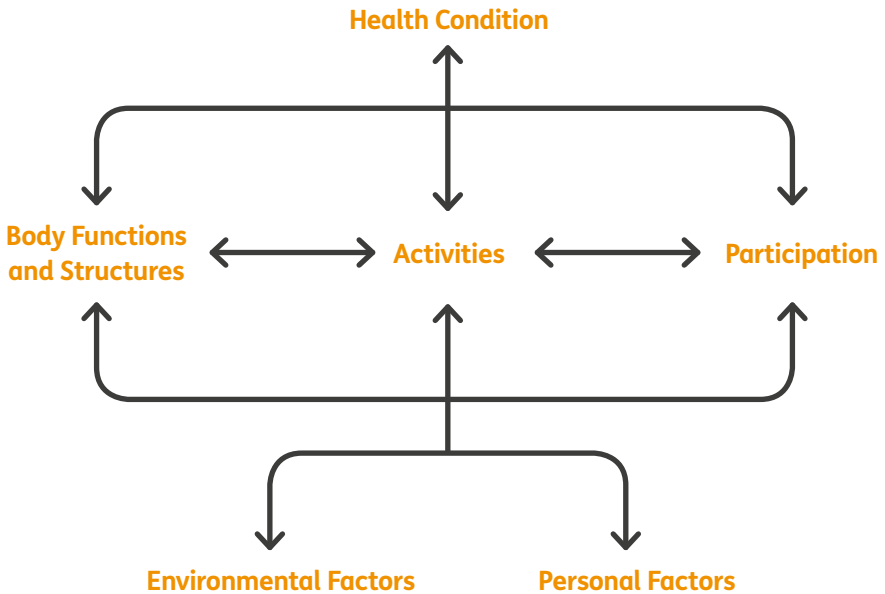 Health Condition
Body Functions
and Structures
Activities
Participation
Environmental Factors
Personal Factors